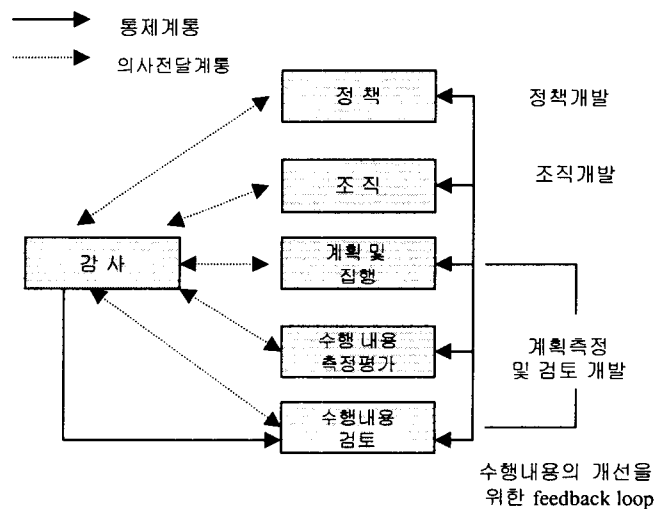 통제계통
의사전달계통
정 책
정책개발
조 직
조직개발
감 사
계획 및
집행
수행 내용
측정평가
계획측정
및 검토 개발
수행내용
검토
수행내용의 개선을
위한 feedback loop